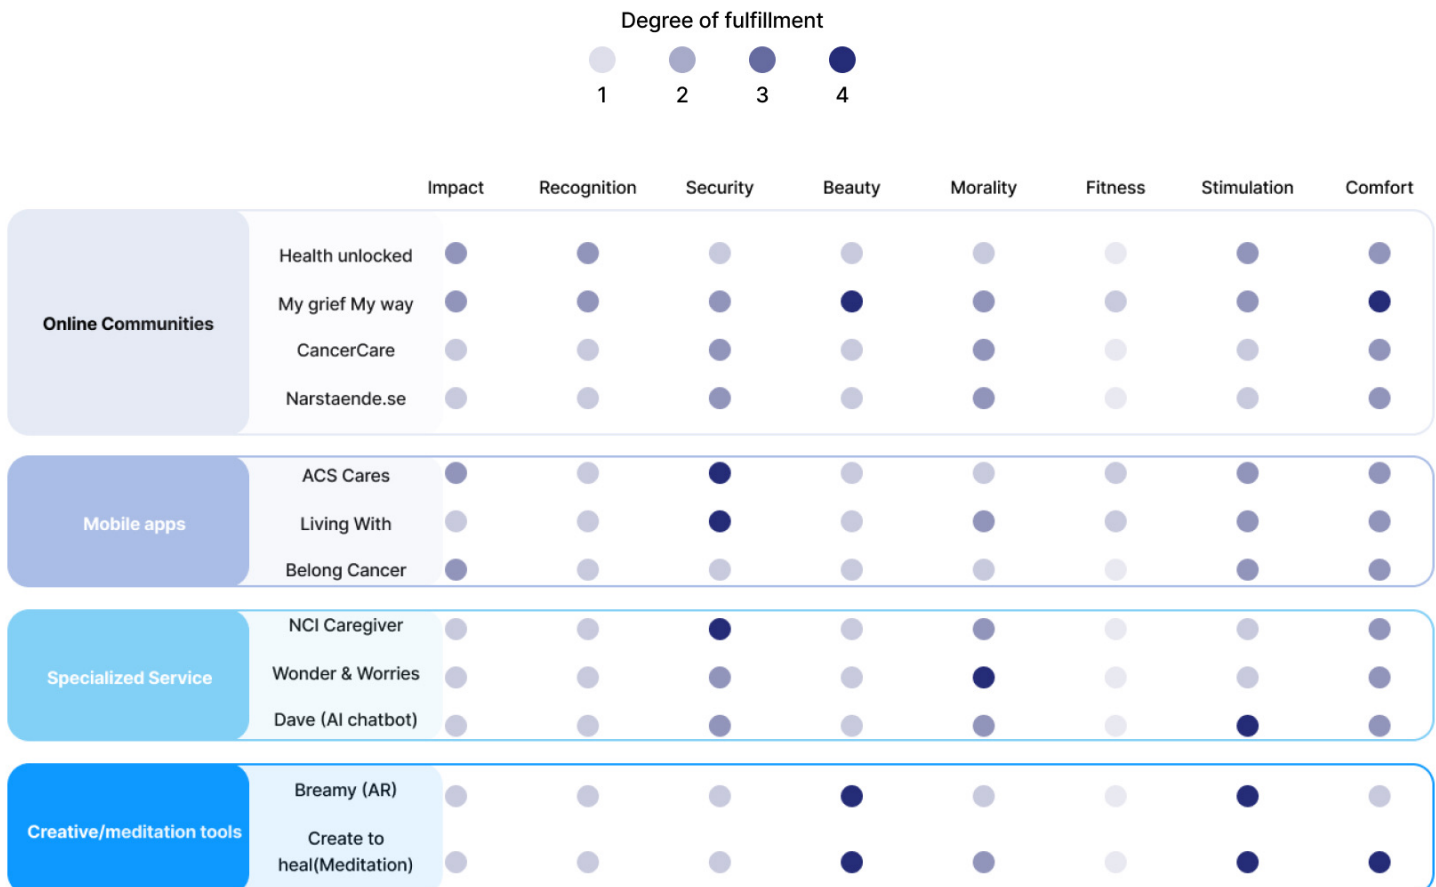 Degree of fulfillment
1 2 3 4
Impact Recognition Security Beauty Morality Fitness Stimulation Comfort
Online Communities
Health unlocked
My grief My way
CancerCare
Narstaende.se
Mobile apps
ACS Cares
Living With
Belong Cancer
Specialized Service
NCI Caregiver
Wonder & Worries
Dave (AI chatbot)
Creative/meditation tools
Breamy (AR)
Create to
heal(Meditation)